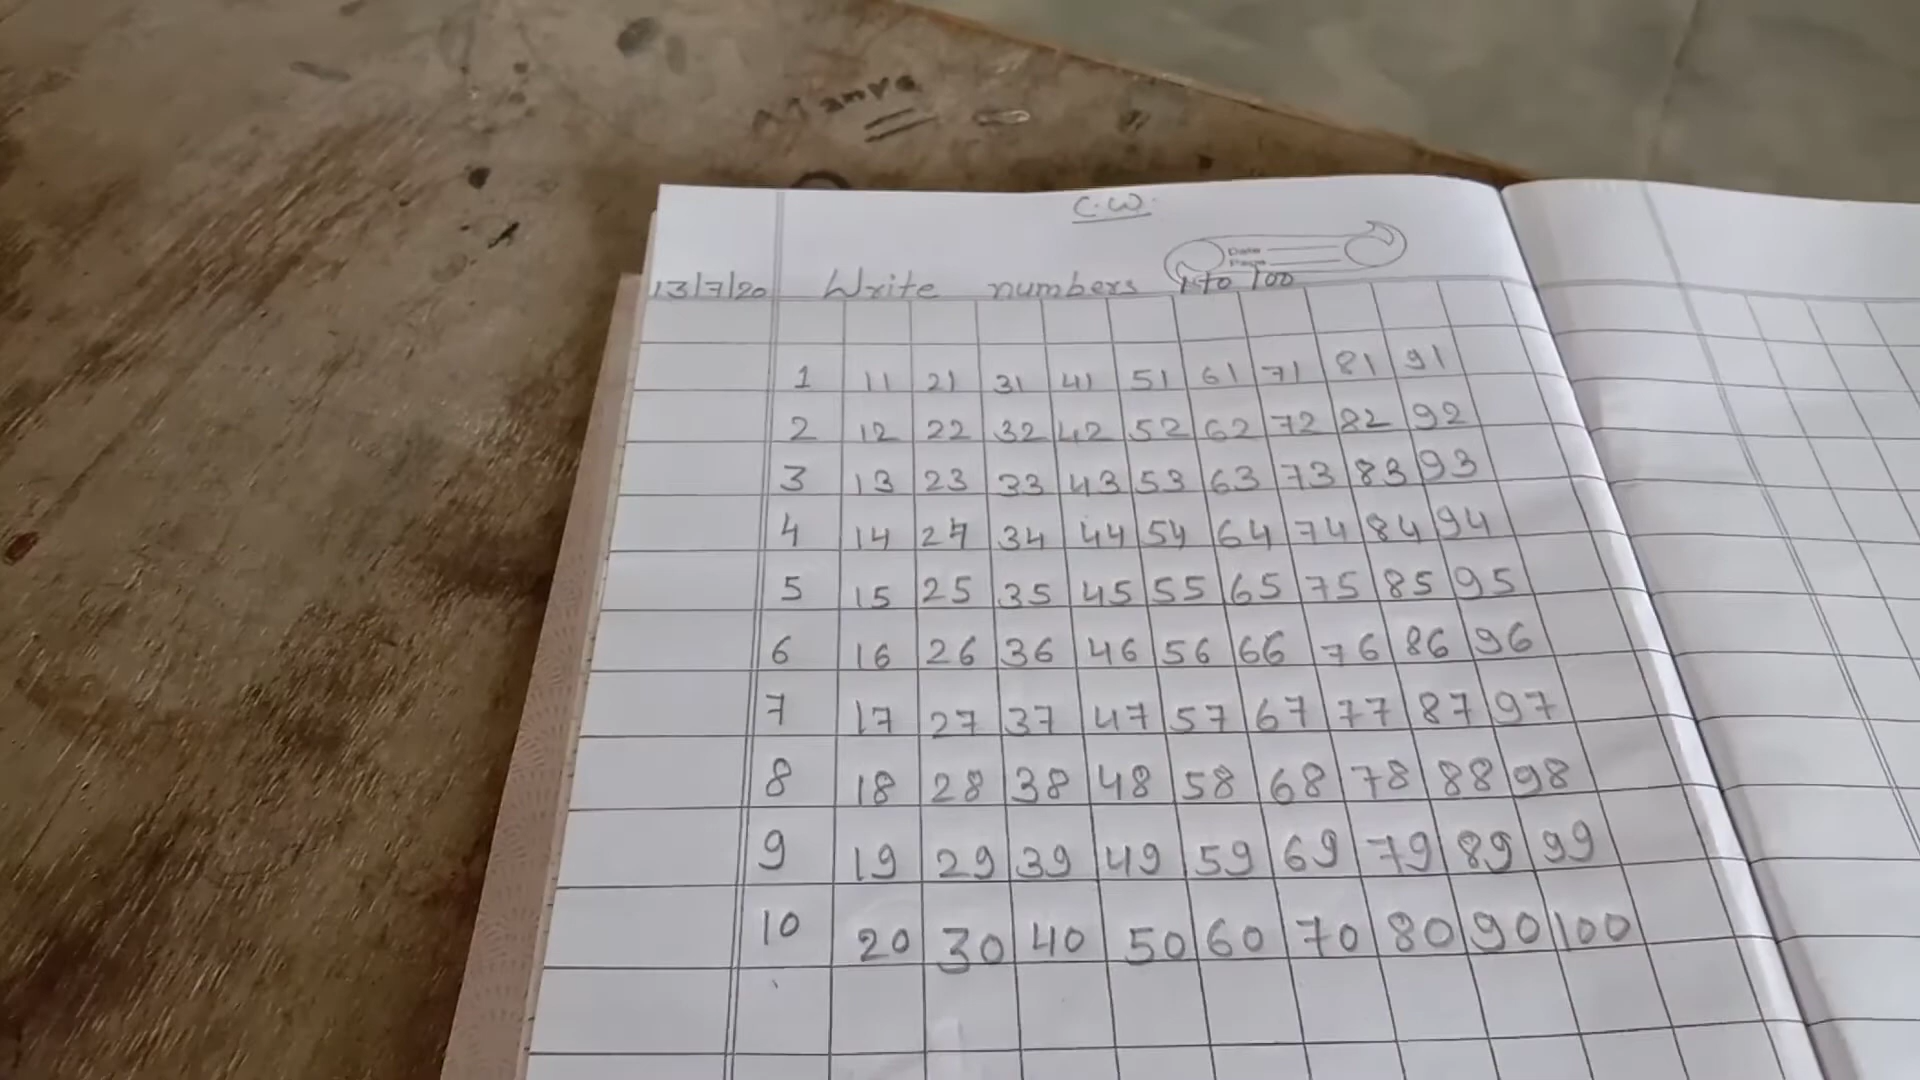 Manya
C.W.
Date
Page
13/7/20 Write numbers 1 to 100
1 11 21 31 41 51 61 71 81 91
2 12 22 32 42 52 62 72 82 92
3 13 23 33 43 53 63 73 83 93
4 14 24 34 44 54 64 74 84 94
5 15 25 35 45 55 65 75 85 95
6 16 26 36 46 56 66 76 86 96
7 17 27 37 47 57 67 77 87 97
8 18 28 38 48 58 68 78 88 98
9 19 29 39 49 59 69 79 89 99
10 20 30 40 50 60 70 80 90 100